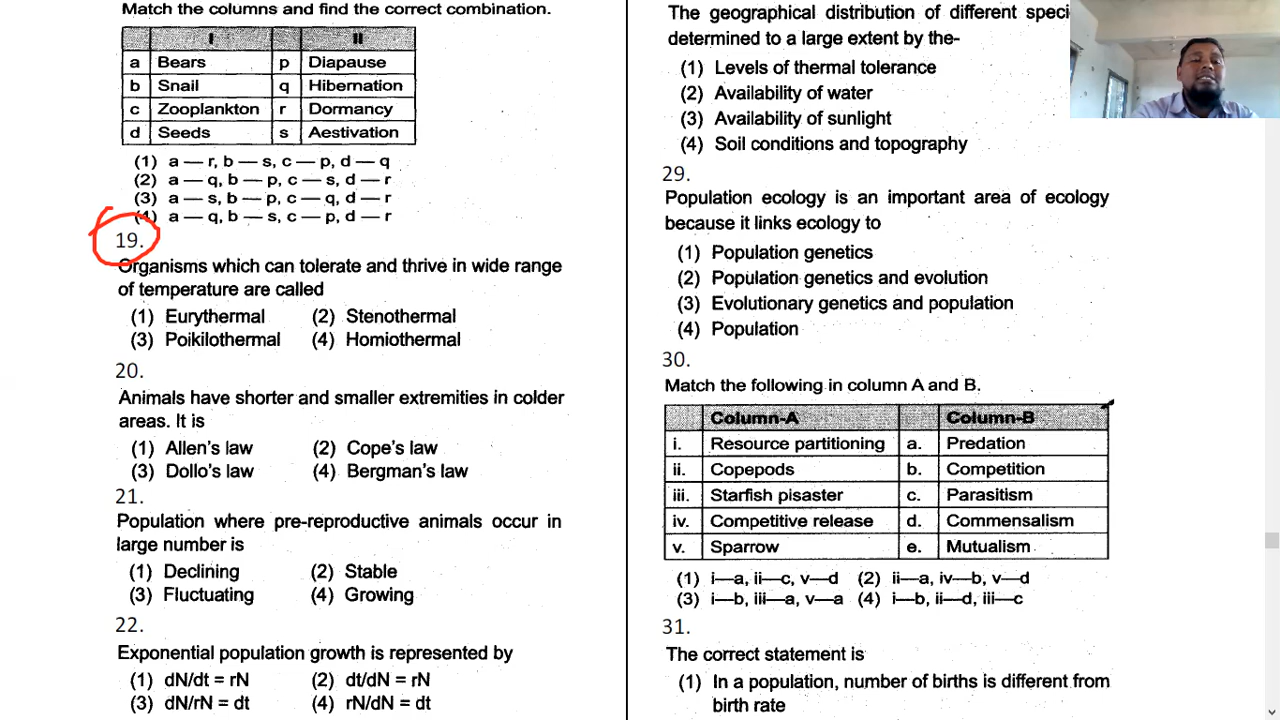 Match the columns and find the correct combination.
I II
a Bears p Diapause
b Snail q Hibernation
c Zooplankton r Dormancy
d Seeds s Aestivation
(1) a — r, b — s, c — p, d — q
(2) a — q, b — p, c — s, d — r
(3) a — s, b — p, c — q, d — r
(4) a — q, b — s, c — p, d — r
19.
Organisms which can tolerate and thrive in wide range
of temperature are called
(1) Eurythermal (2) Stenothermal
(3) Poikilothermal (4) Homiothermal
20.
Animals have shorter and smaller extremities in colder
areas. It is
(1) Allen's law (2) Cope's law
(3) Dollo's law (4) Bergman's law
21.
Population where pre-reproductive animals occur in
large number is
(1) Declining (2) Stable
(3) Fluctuating (4) Growing
22.
Exponential population growth is represented by
(1) dN/dt = rN (2) dt/dN = rN
(3) dN/rN = dt (4) rN/dN = dt
The geographical distribution of different speci
determined to a large extent by the-
(1) Levels of thermal tolerance
(2) Availability of water
(3) Availability of sunlight
(4) Soil conditions and topography
29.
Population ecology is an important area of ecology
because it links ecology to
(1) Population genetics
(2) Population genetics and evolution
(3) Evolutionary genetics and population
(4) Population
30.
Match the following in column A and B.
Column-A Column-B
i. Resource partitioning a. Predation
ii. Copepods b. Competition
iii. Starfish pisaster c. Parasitism
iv. Competitive release d. Commensalism
v. Sparrow e. Mutualism
(1) i—a, ii—c, v—d (2) ii—a, iv—b, v—d
(3) i—b, iii—a, v—a (4) i—b, ii—d, iii—c
31.
The correct statement is
(1) In a population, number of births is different from
birth rate